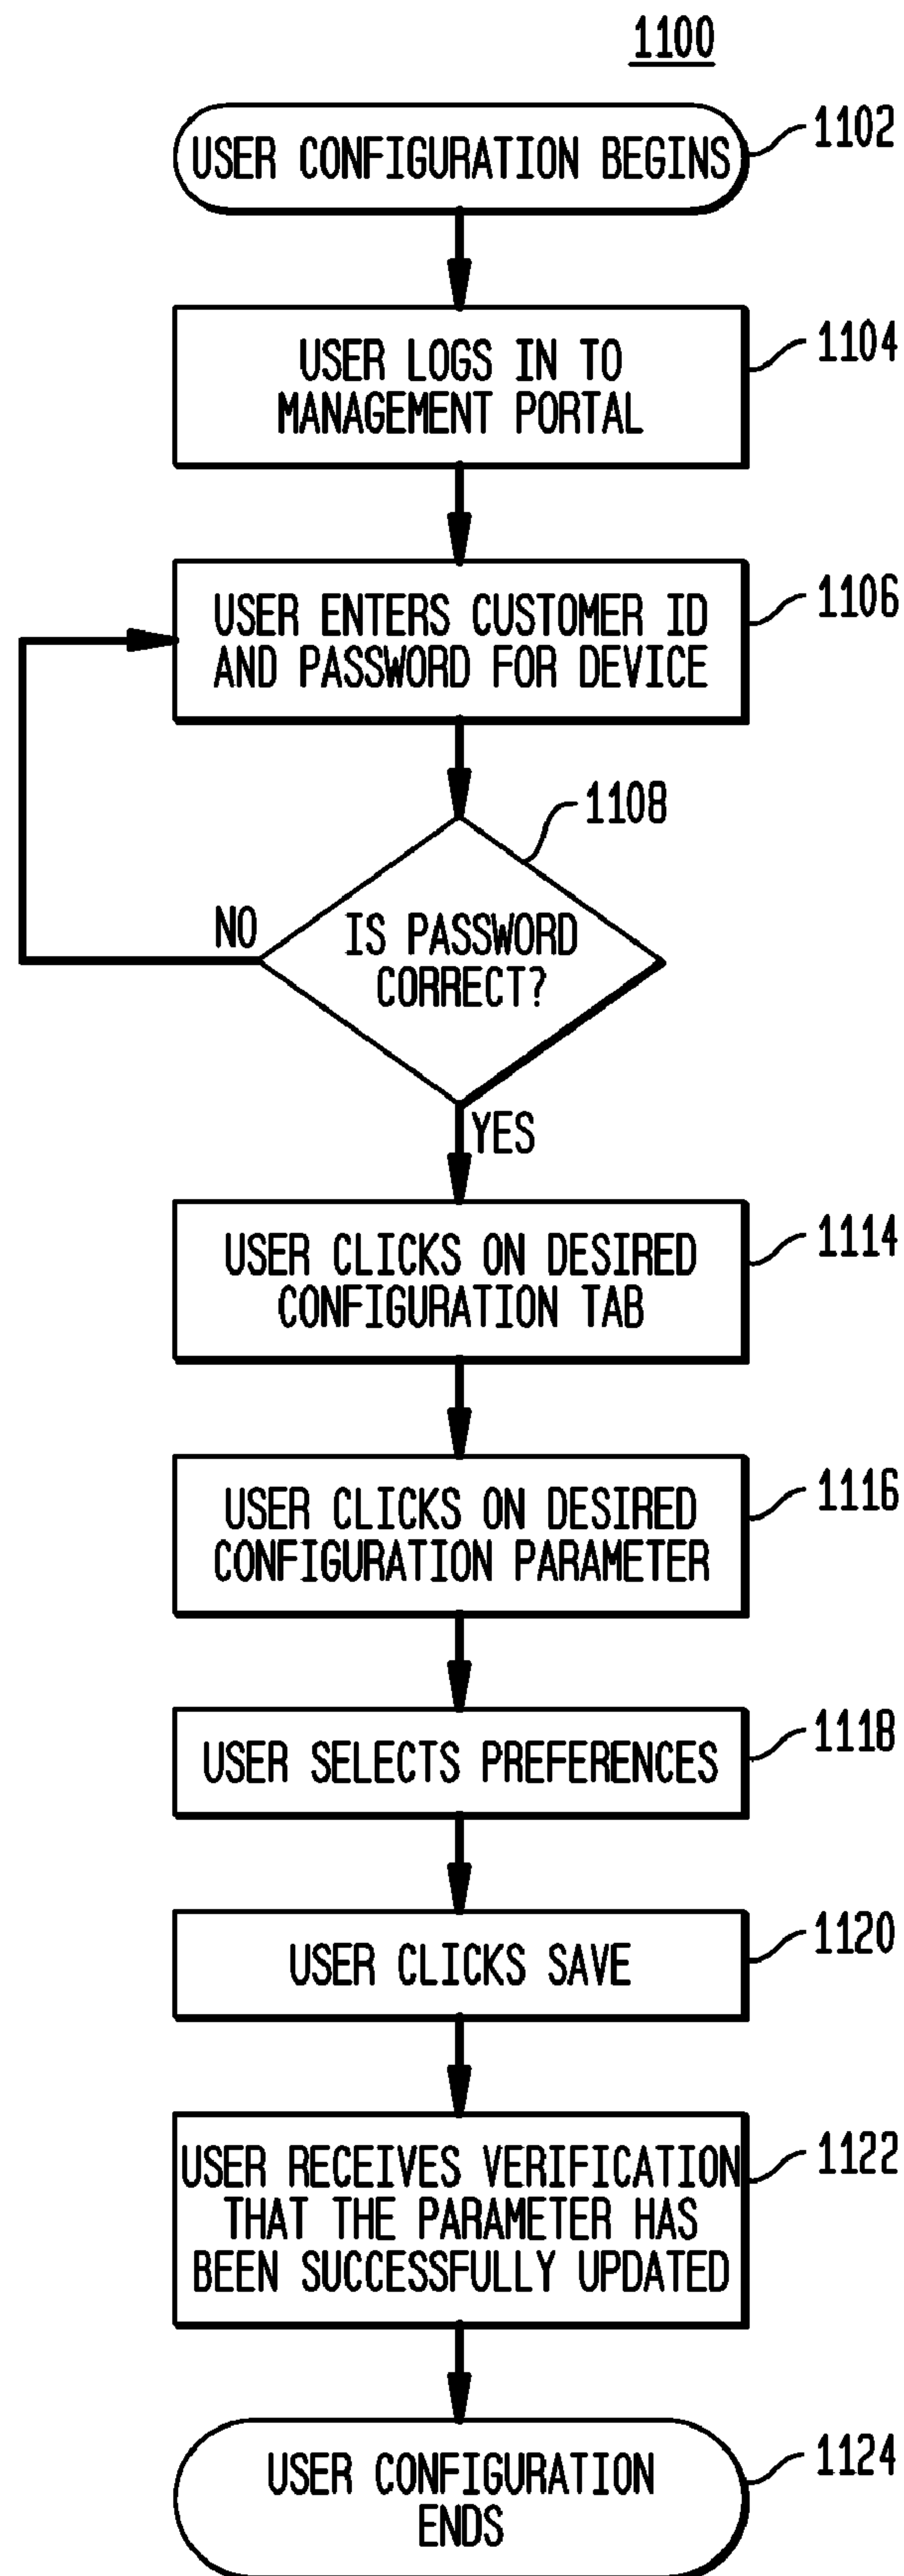 1100
USER CONFIGURATION BEGINS
1102
USER LOGS IN TO
MANAGEMENT PORTAL
1104
USER ENTERS CUSTOMER ID
AND PASSWORD FOR DEVICE
1106
1108
NO
IS PASSWORD
CORRECT?
YES
USER CLICKS ON DESIRED
CONFIGURATION TAB
1114
USER CLICKS ON DESIRED
CONFIGURATION PARAMETER
1116
USER SELECTS PREFERENCES
1118
USER CLICKS SAVE
1120
USER RECEIVES VERIFICATION
THAT THE PARAMETER HAS
BEEN SUCCESSFULLY UPDATED
1122
USER CONFIGURATION
ENDS
1124